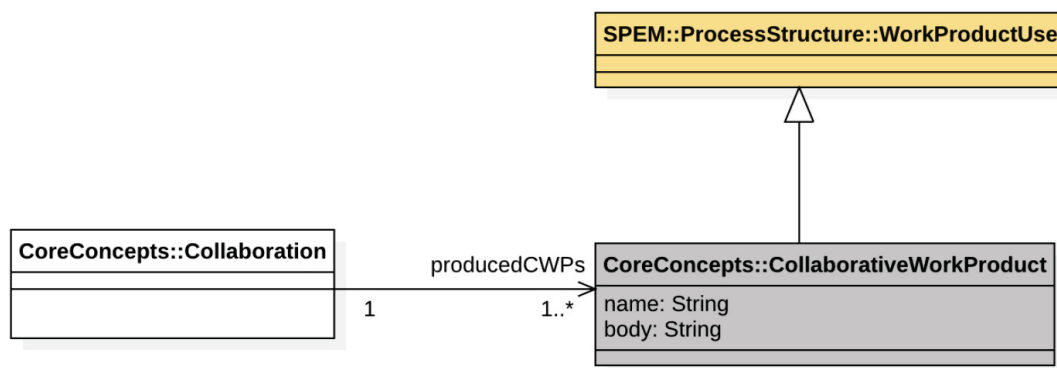 SPEM::ProcessStructure::WorkProductUse
CoreConcepts::Collaboration
producedCWPs
1
1..*
CoreConcepts::CollaborativeWorkProduct
name: String
body: String